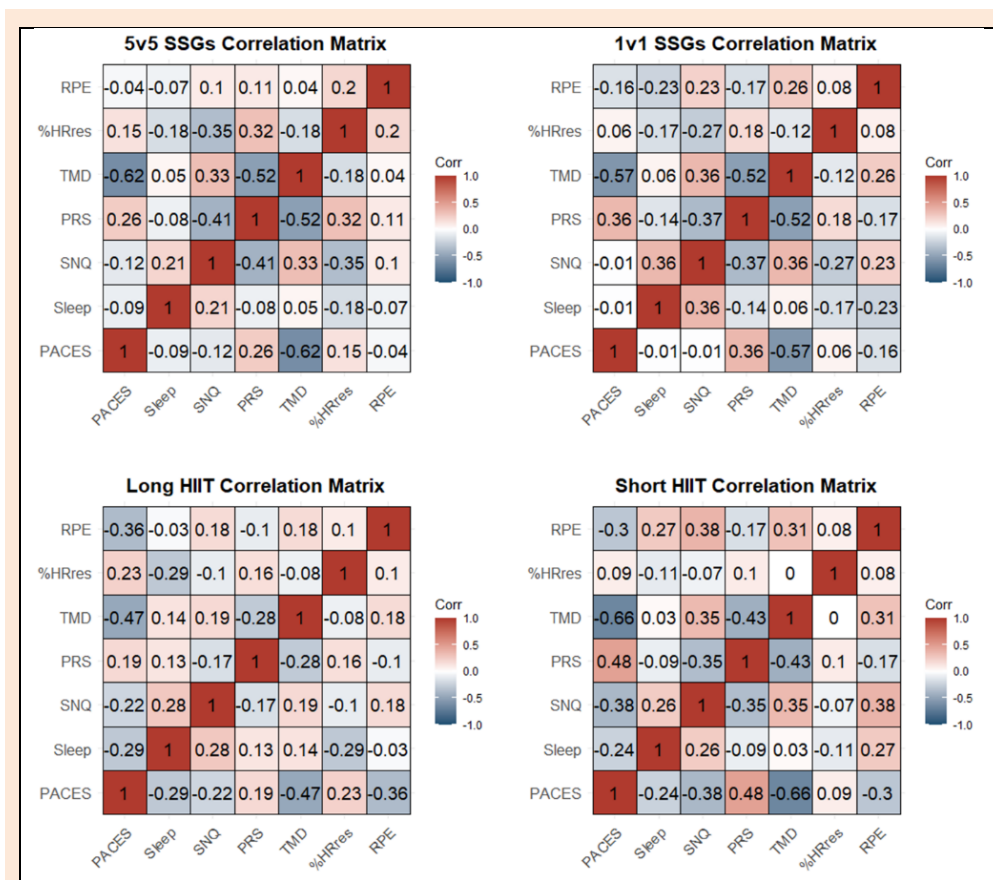 5v5 SSGs Correlation Matrix
RPE -0.04 -0.07 0.1 0.11 0.04 0.2 1
%HRres 0.15 -0.18 -0.35 0.32 -0.18 1 0.2
TMD -0.62 0.05 0.33 -0.52 1 -0.18 0.04
PRS 0.26 -0.08 -0.41 1 -0.52 0.32 0.11
SNQ -0.12 0.21 1 -0.41 0.33 -0.35 0.1
Sleep -0.09 1 0.21 -0.08 0.05 -0.18 -0.07
PACES 1 -0.09 -0.12 0.26 -0.62 0.15 -0.04
PACES Sleep SNQ PRS TMD %HRres RPE
Corr
1.0
0.5
0.0
-0.5
-1.0
1v1 SSGs Correlation Matrix
RPE -0.16 -0.23 0.23 -0.17 0.26 0.08 1
%HRres 0.06 -0.17 -0.27 0.18 -0.12 1 0.08
TMD -0.57 0.06 0.36 -0.52 1 -0.12 0.26
PRS 0.36 -0.14 -0.37 1 -0.52 0.18 -0.17
SNQ -0.01 0.36 1 -0.37 0.36 -0.27 0.23
Sleep -0.01 1 0.36 -0.14 0.06 -0.17 -0.23
PACES 1 -0.01 -0.01 0.36 -0.57 0.06 -0.16
PACES Sleep SNQ PRS TMD %HRres RPE
Corr
1.0
0.5
0.0
-0.5
-1.0
Long HIIT Correlation Matrix
RPE -0.36 -0.03 0.18 -0.1 0.18 0.1 1
%HRres 0.23 -0.29 -0.1 0.16 -0.08 1 0.1
TMD -0.47 0.14 0.19 -0.28 1 -0.08 0.18
PRS 0.19 0.13 -0.17 1 -0.28 0.16 -0.1
SNQ -0.22 0.28 1 -0.17 0.19 -0.1 0.18
Sleep -0.29 1 0.28 0.13 0.14 -0.29 -0.03
PACES 1 -0.29 -0.22 0.19 -0.47 0.23 -0.36
PACES Sleep SNQ PRS TMD %HRres RPE
Corr
1.0
0.5
0.0
-0.5
-1.0
Short HIIT Correlation Matrix
RPE -0.3 0.27 0.38 -0.17 0.31 0.08 1
%HRres 0.09 -0.11 -0.07 0.1 0 1 0.08
TMD -0.66 0.03 0.35 -0.43 1 0 0.31
PRS 0.48 -0.09 -0.35 1 -0.43 0.1 -0.17
SNQ -0.38 0.26 1 -0.35 0.35 -0.07 0.38
Sleep -0.24 1 0.26 -0.09 0.03 -0.11 0.27
PACES 1 -0.24 -0.38 0.48 -0.66 0.09 -0.3
PACES Sleep SNQ PRS TMD %HRres RPE
Corr
1.0
0.5
0.0
-0.5
-1.0